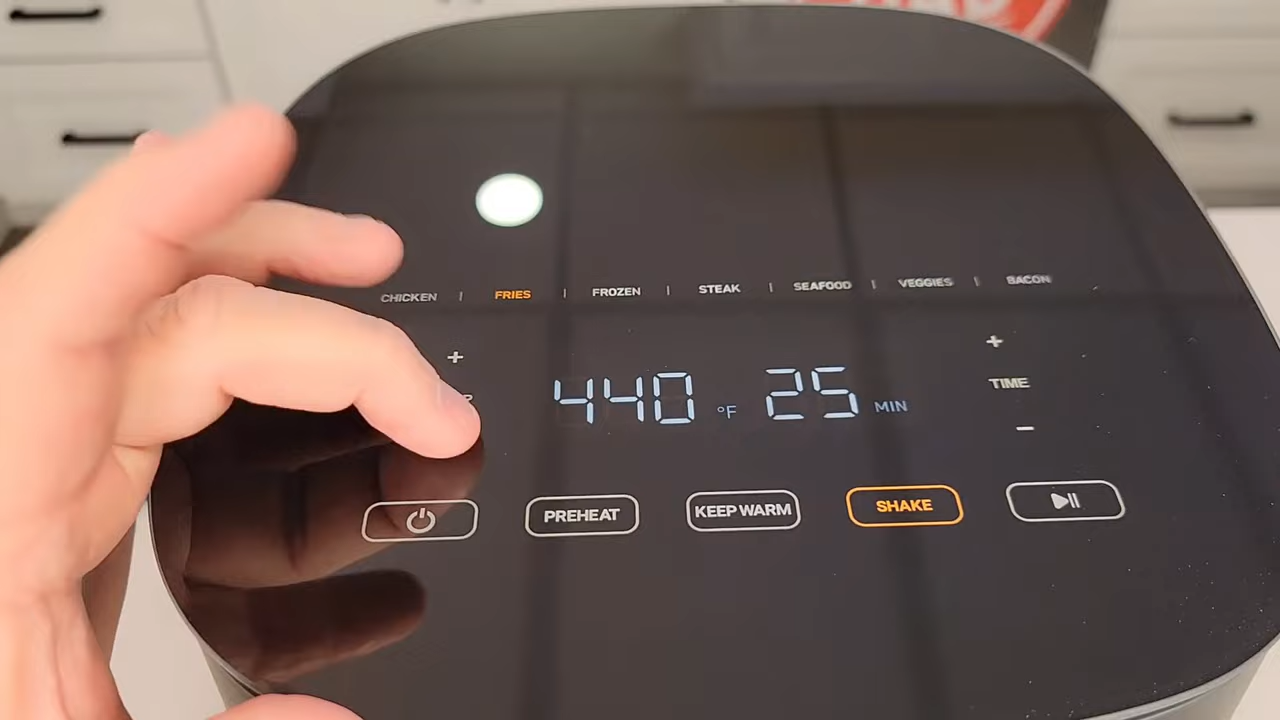 CHICKEN | FRIES | FROZEN | STEAK | SEAFOOD | VEGGIES | BACON
+ +
440 °F 25 MIN TIME
−
PREHEAT KEEP WARM SHAKE